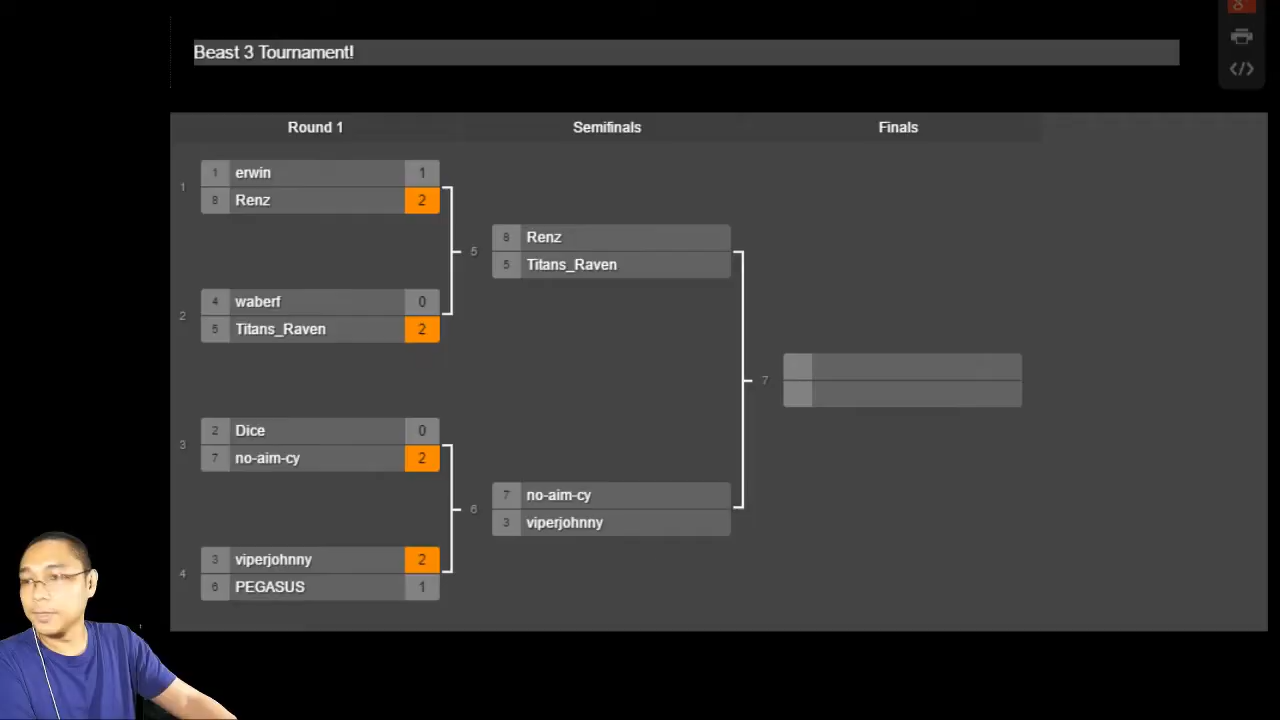 Beast 3 Tournament!
Round 1 Semifinals Finals
1
1 erwin 1
8 Renz 2
2
4 waberf 0
5 Titans_Raven 2
3
2 Dice 0
7 no-aim-cy 2
4
3 viperjohnny 2
6 PEGASUS 1
5
8 Renz
5 Titans_Raven
6
7 no-aim-cy
3 viperjohnny
7